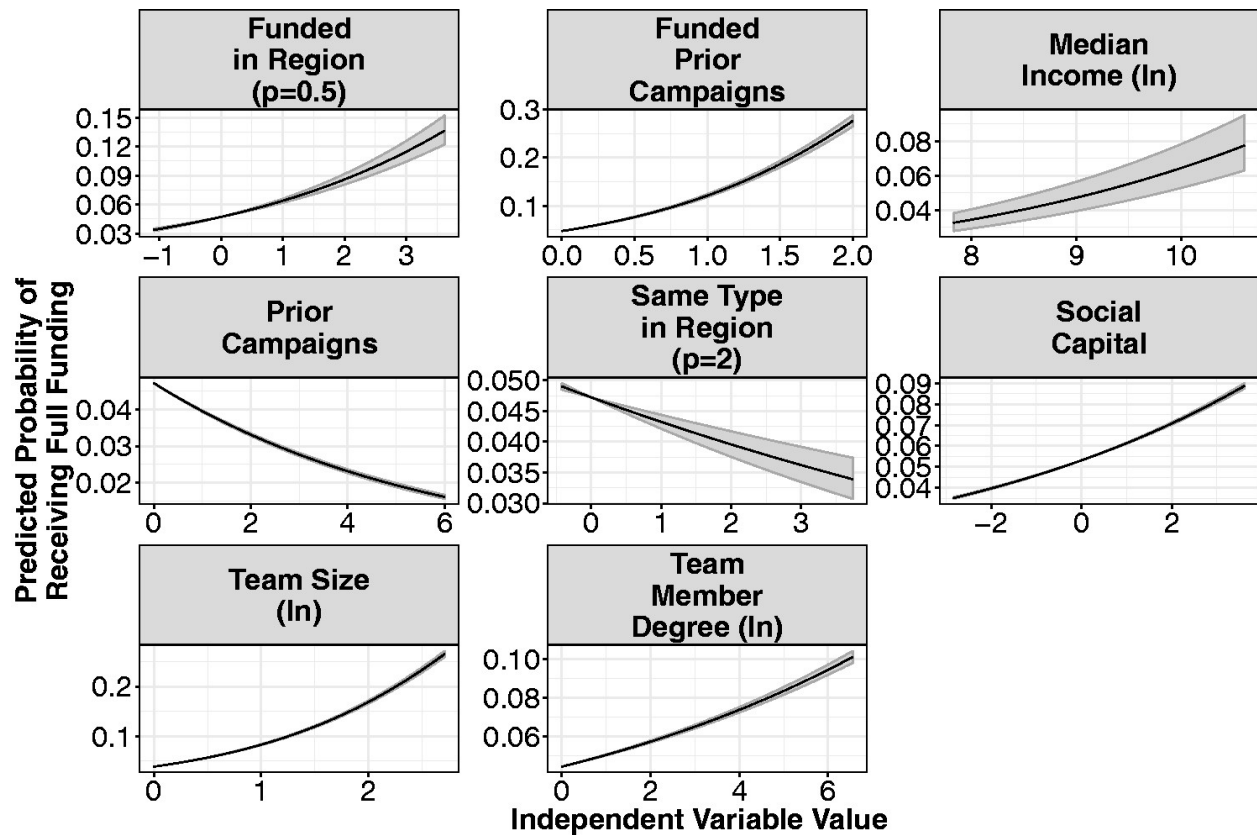 Funded
in Region
(p=0.5)
0.15
0.12
0.09
0.06
0.03
−1 0 1 2 3
Funded
Prior
Campaigns
0.3
0.2
0.1
0.0 0.5 1.0 1.5 2.0
Median
Income (ln)
0.08
0.06
0.04
8 9 10
Prior
Campaigns
0.04
0.03
0.02
0 2 4 6
Same Type
in Region
(p=2)
0.050
0.045
0.040
0.035
0.030
0 1 2 3
Social
Capital
0.09
0.08
0.07
0.06
0.05
0.04
−2 0 2
Team Size
(ln)
0.2
0.1
0 1 2
Team
Member
Degree (ln)
0.10
0.08
0.06
0 2 4 6
Predicted Probability of
Receiving Full Funding
Independent Variable Value